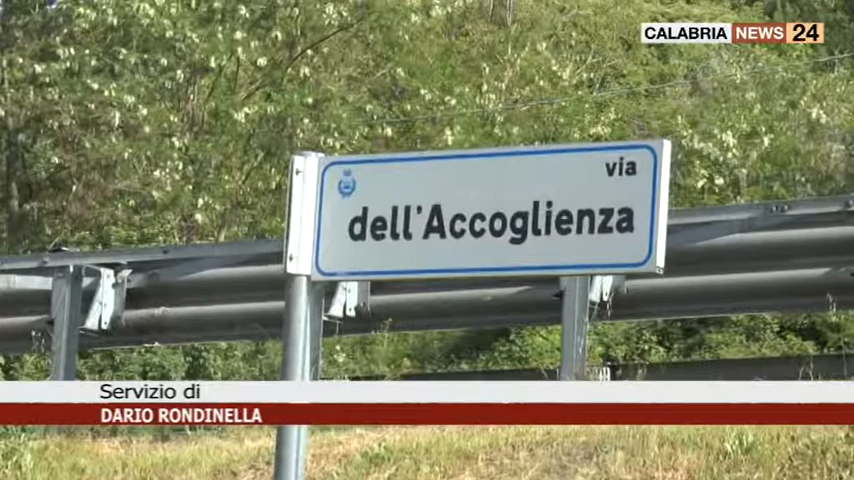 CALABRIA NEWS 24
via
dell'Accoglienza
Servizio di
DARIO RONDINELLA